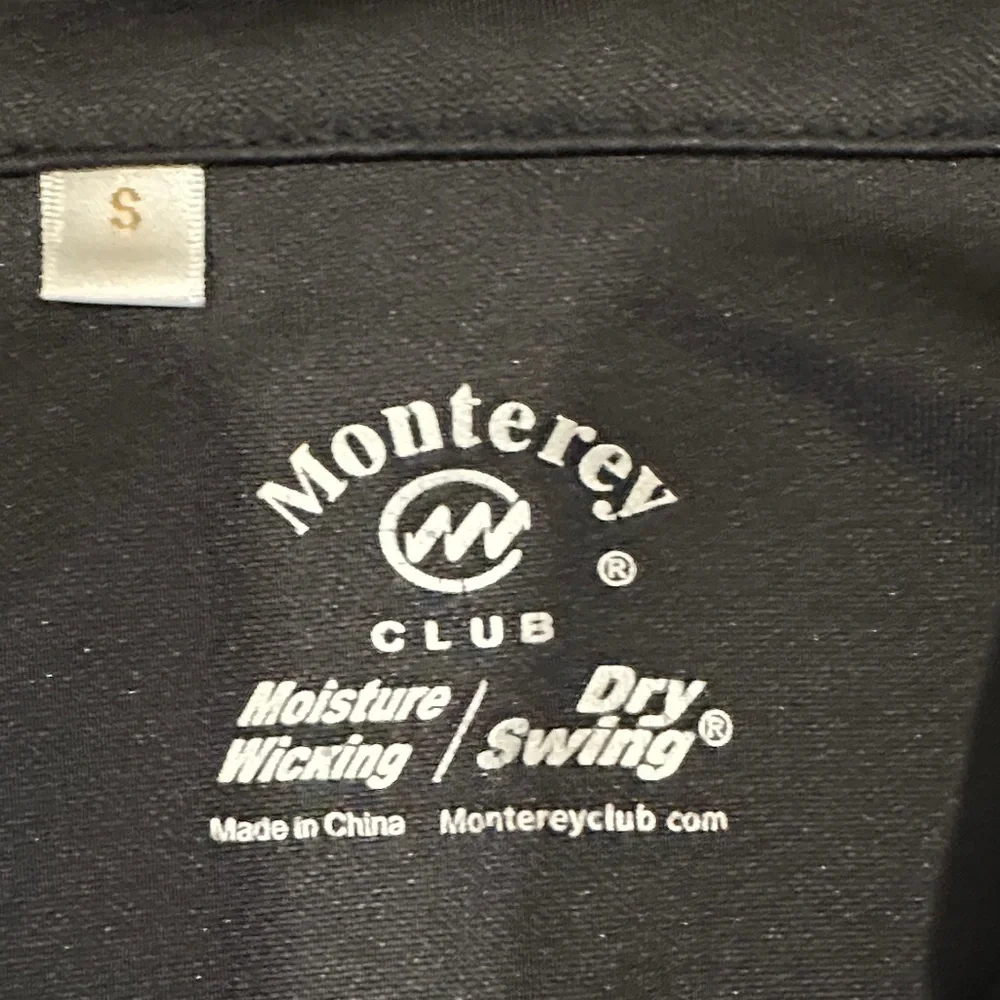 S
Monterey
®
CLUB
Moisture Wicking / Dry Swing®
Made in China Montereyclub com